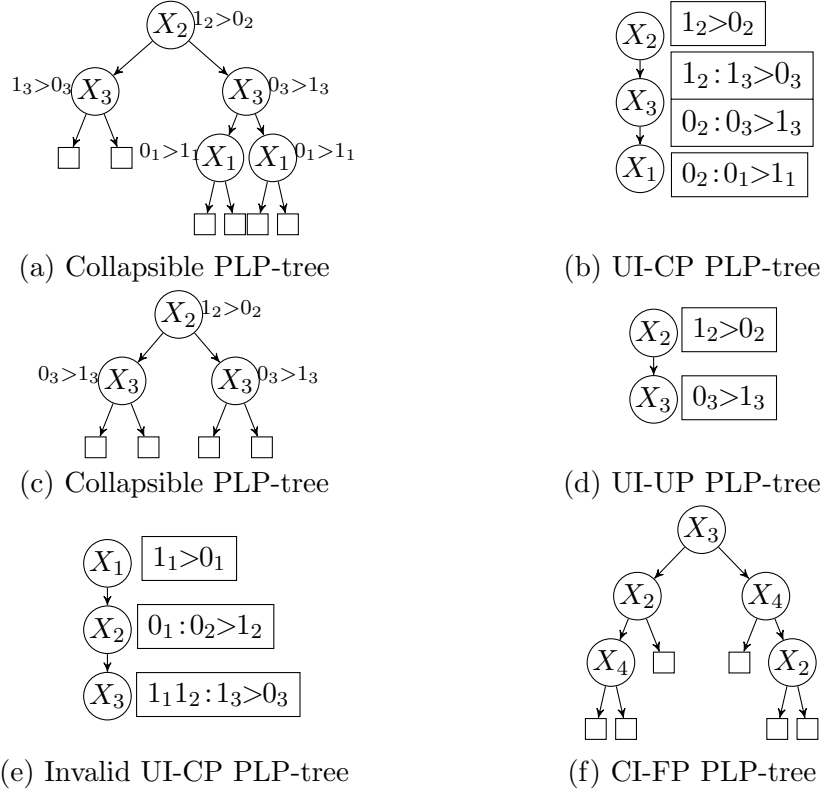 X₂ 1₂>0₂
1₃>0₃ X₃ X₃ 0₃>1₃
0₁>1₁ X₁ X₁ 0₁>1₁
(a) Collapsible PLP-tree
X₂ 1₂>0₂
1₂:1₃>0₃
X₃
0₂:0₃>1₃
X₁ 0₂:0₁>1₁
(b) UI-CP PLP-tree
X₂ 1₂>0₂
0₃>1₃ X₃ X₃ 0₃>1₃
(c) Collapsible PLP-tree
X₂ 1₂>0₂
X₃ 0₃>1₃
(d) UI-UP PLP-tree
X₁ 1₁>0₁
X₂ 0₁:0₂>1₂
X₃ 1₁1₂:1₃>0₃
(e) Invalid UI-CP PLP-tree
X₃
X₂ X₄
X₄ X₂
(f) CI-FP PLP-tree